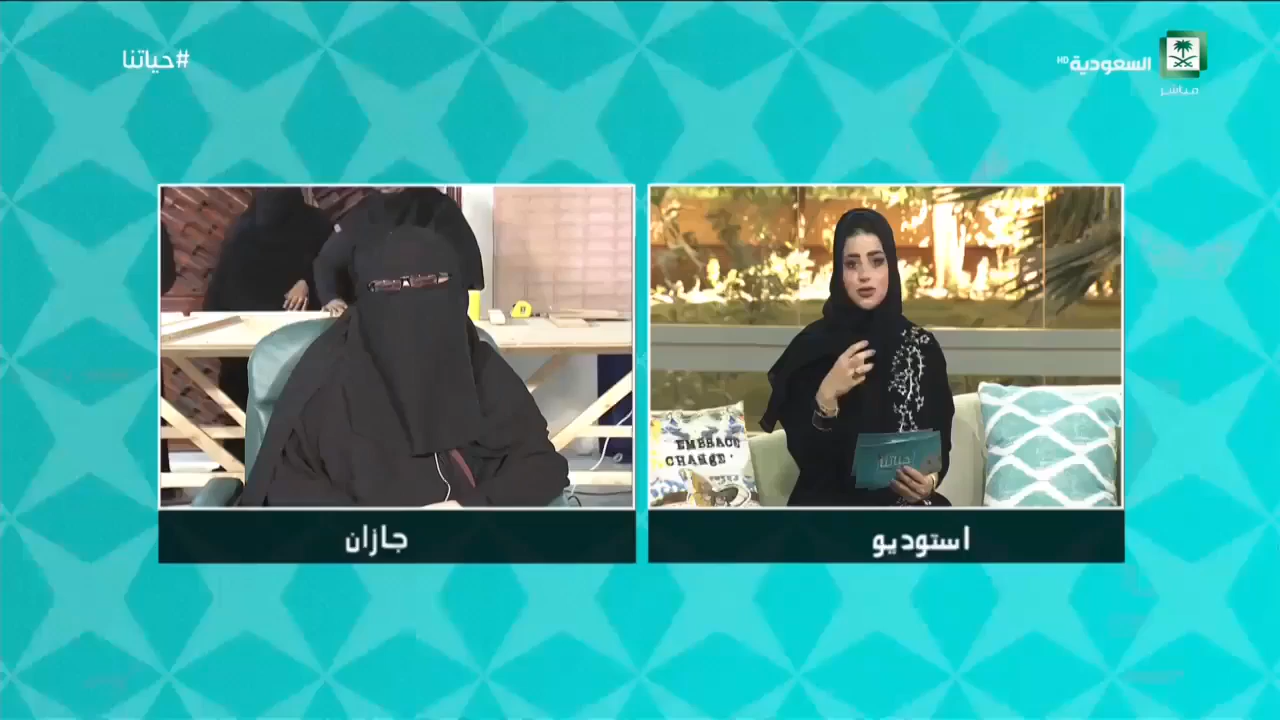 السعودية HD
مباشر
#حياتنا
EMBRACE
CHANGE'
حياتنا
استوديو
جازان